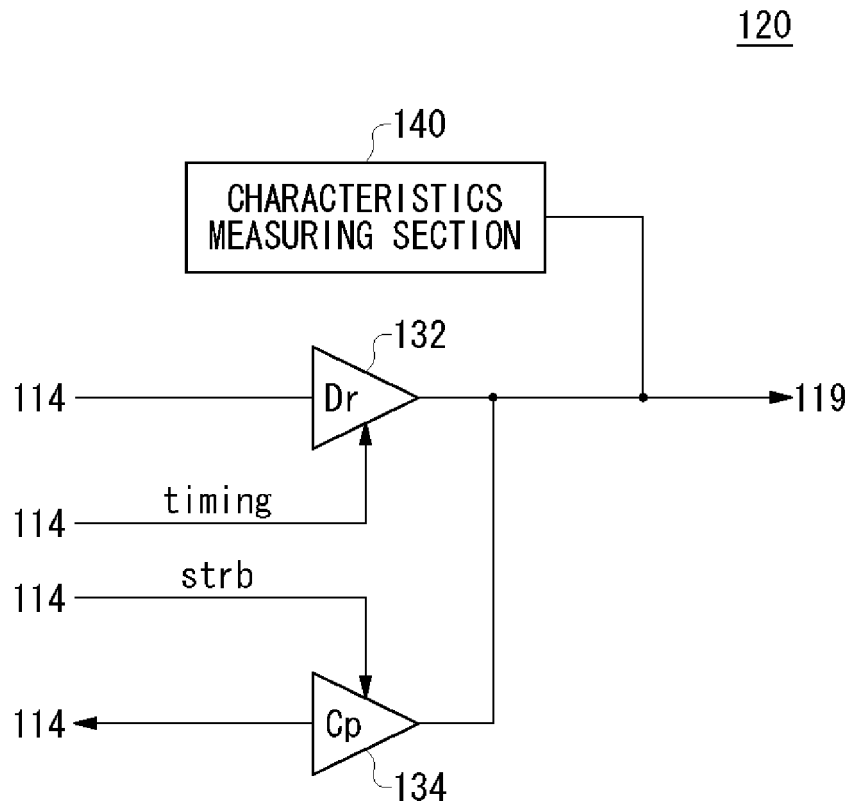 120
140
CHARACTERISTICS
MEASURING SECTION
132
114
Dr
119
timing
114
strb
114
114
Cp
134